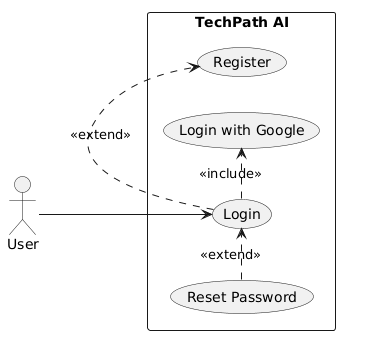 TechPath AI
Register
«extend»
Login with Google
«include»
Login
User
«extend»
Reset Password